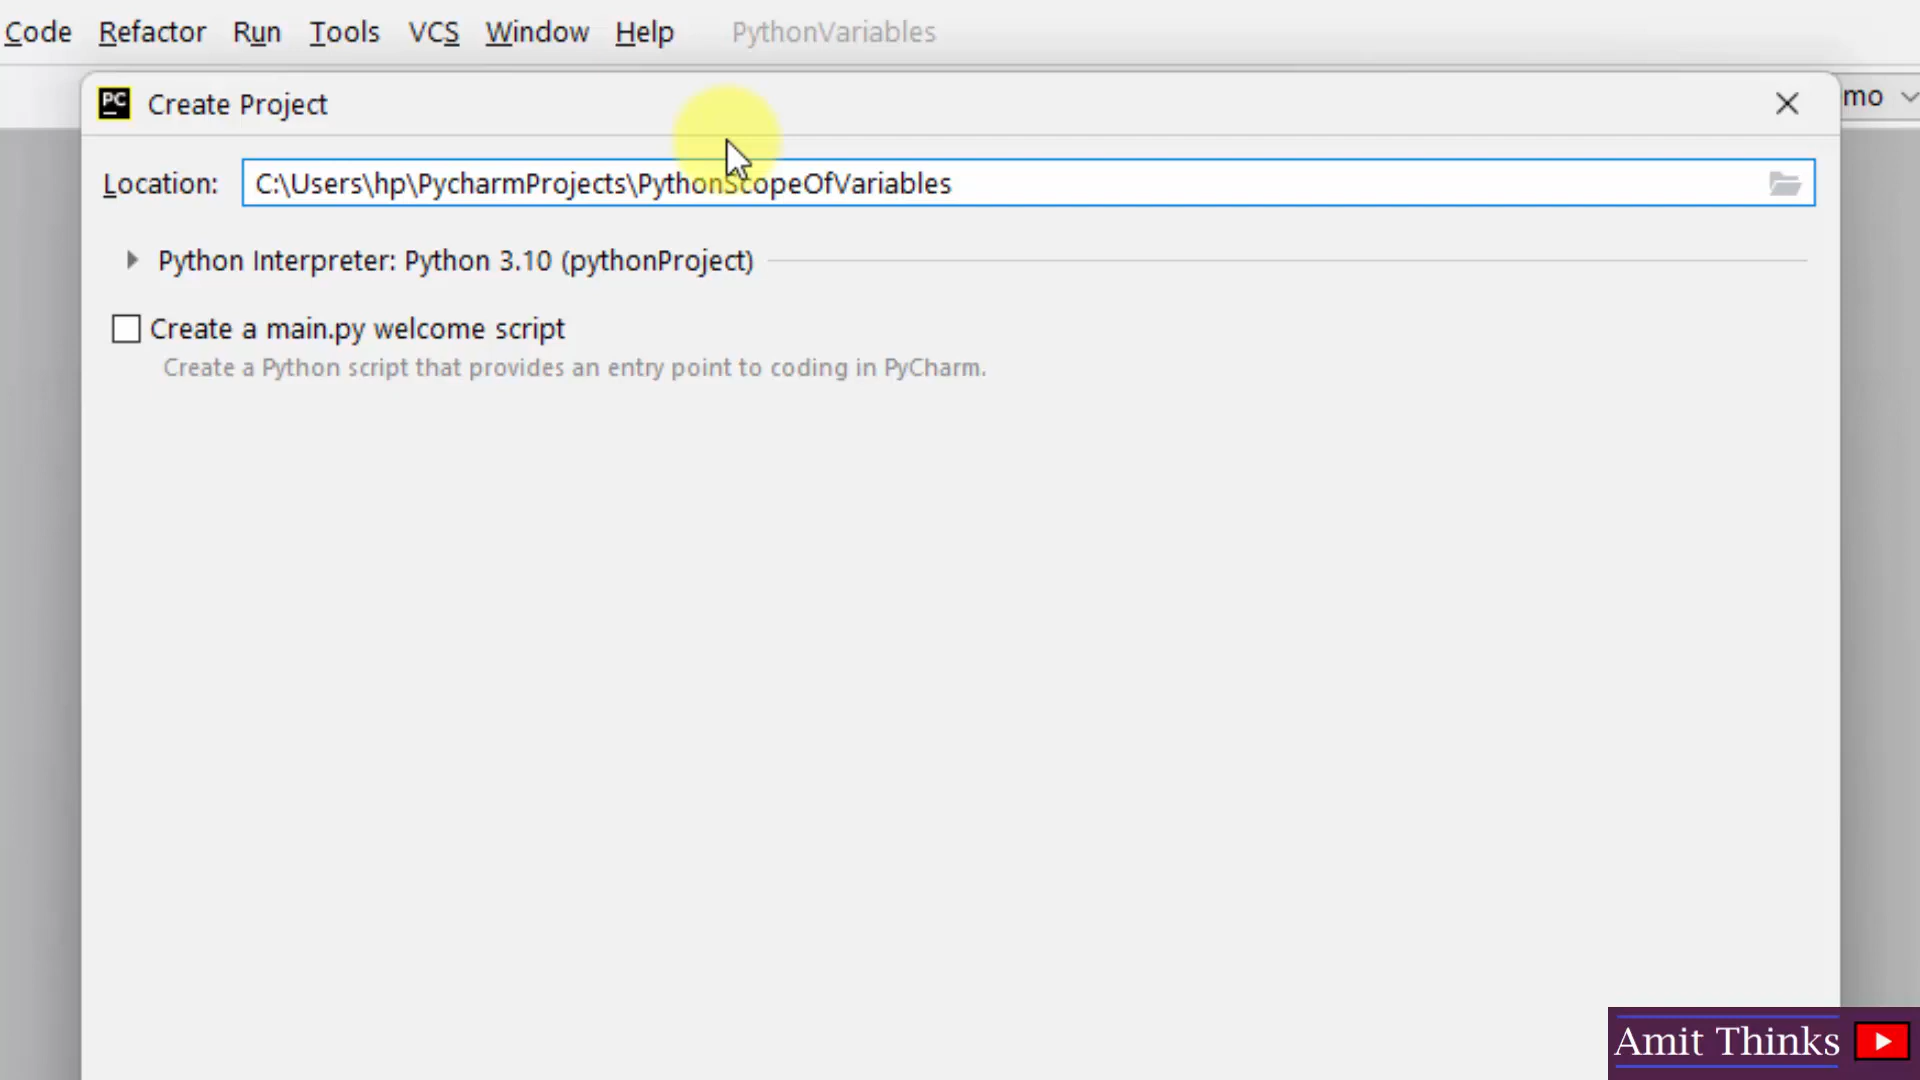 Code Refactor Run Tools VCS Window Help PythonVariables
PC Create Project
mo
Location: C:\Users\hp\PycharmProjects\PythonScopeOfVariables
Python Interpreter: Python 3.10 (pythonProject)
Create a main.py welcome script
Create a Python script that provides an entry point to coding in PyCharm.
Amit Thinks